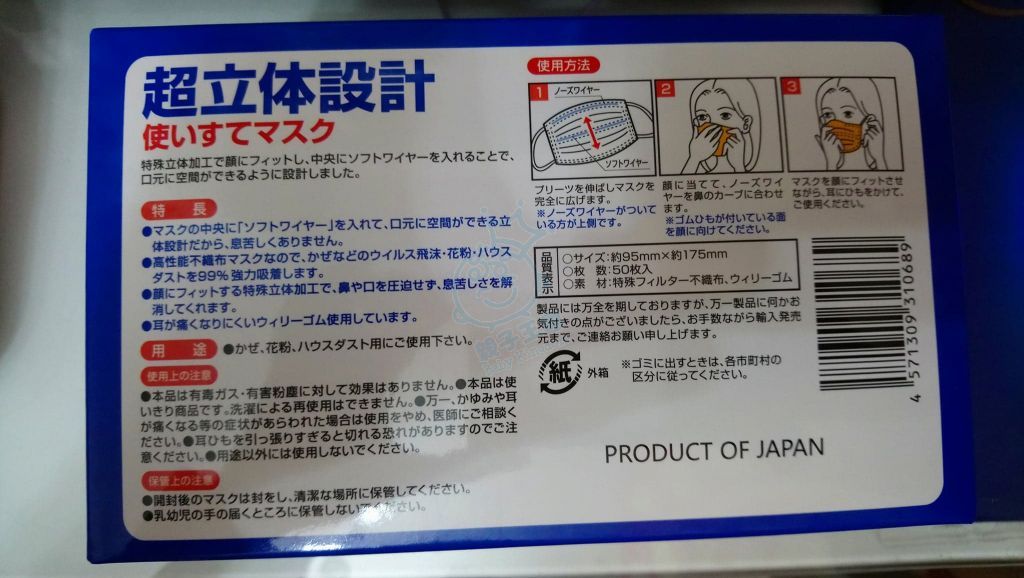 超立体設計
使いすてマスク
特殊立体加工で顔にフィットし、中央にソフトワイヤーを入れることで、
口元に空間ができるように設計しました。
特長
●マスクの中央に「ソフトワイヤー」を入れて、口元に空間ができる立
体設計だから、息苦しくありません。
●高性能不織布マスクなので、かぜなどのウイルス飛沫・花粉・ハウス
ダストを99%強力吸着します。
●顔にフィットする特殊立体加工で、鼻や口を圧迫せず、息苦しさを解
消してくれます。
●耳が痛くなりにくいウィリーゴム使用しています。
用途
●かぜ、花粉、ハウスダスト用にご使用下さい。
使用上の注意
●本品は有毒ガス・有害粉塵に対して効果はありません。●本品は使
いきり商品です。洗濯による再使用はできません。●万一、かゆみや耳
が痛くなる等の症状があらわれた場合は使用をやめ、医師にご相談く
ださい。●耳ひもを引っ張りすぎると切れる恐れがありますのでご注
意ください。●用途以外には使用しないでください。
保管上の注意
●開封後のマスクは封をし、清潔な場所に保管してください。
●乳幼児の手の届くところに保管しないでください。
使用方法
1
ノーズワイヤー
ソフトワイヤー
プリーツを伸ばしマスクを
完全に広げます。
※ノーズワイヤーがついて
いる方が上側です。
2
顔に当てて、ノーズワイ
ヤーを鼻のカーブに合わせ
ます。
※ゴムひもが付いている面
を顔に向けてください。
3
マスクを顔にフィットさせ
ながら、耳にひもをかけて、
ご使用ください。
品質表示
○サイズ:約95mm×約175mm
○枚 数:50枚入
○素 材:特殊フィルター不織布、ウィリーゴム
製品には万全を期しておりますが、万一製品に何かお
気付きの点がございましたら、お手数ながら輸入発売
元まで、ご連絡お願い申し上げます。
紙
外箱
※ゴミに出すときは、各市町村の
区分に従ってください。
4 571309 310689
PRODUCT OF JAPAN